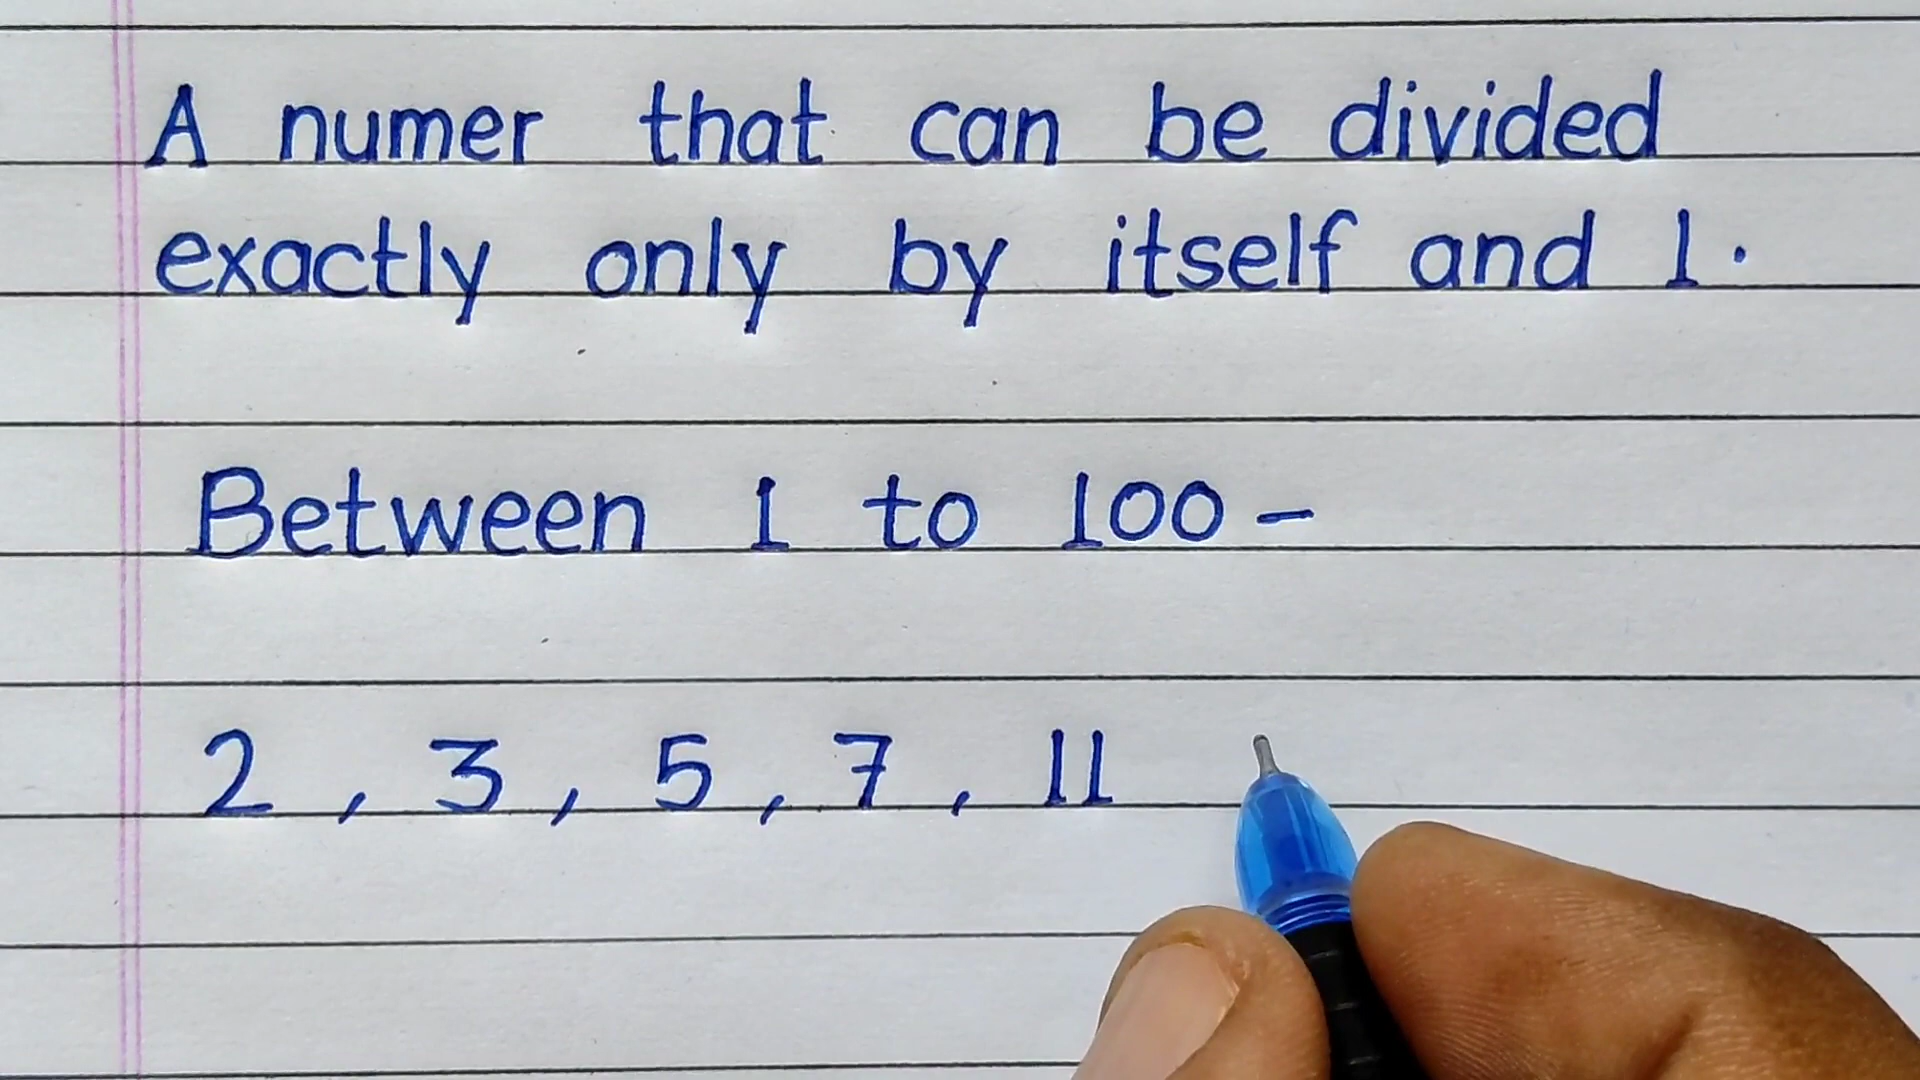 A numer that can be divided
exactly only by itself and 1.
Between 1 to 100 -
2 , 3 , 5 , 7 , 11